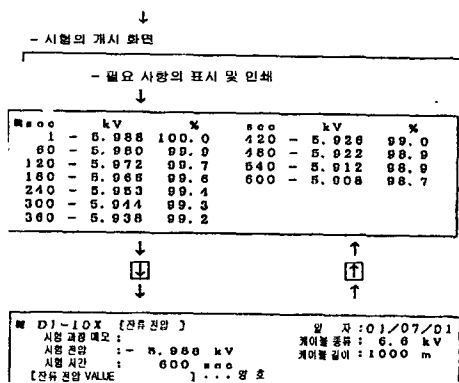 - 시험의 개시 화면
- 필요 사항의 표시 및 인쇄
sec kV % sec kV %
1 - 5.988 100.0 420 - 5.926 99.0
60 - 5.980 99.9 480 - 5.922 98.9
120 - 5.972 99.7 540 - 5.912 98.9
180 - 5.965 99.6 600 - 5.908 98.7
240 - 5.953 99.4
300 - 5.944 99.3
360 - 5.938 99.2
DI-10X [잔류 전압 ] 일 자 : 01/07/01
시험 과정 메모 : 케이블 종류 : 6.6 kV
시험 전압 : - 5.988 kV 케이블 길이 : 1000 m
시험 시간 600 sec
[잔류 전압 VALUE ] ... 양 호